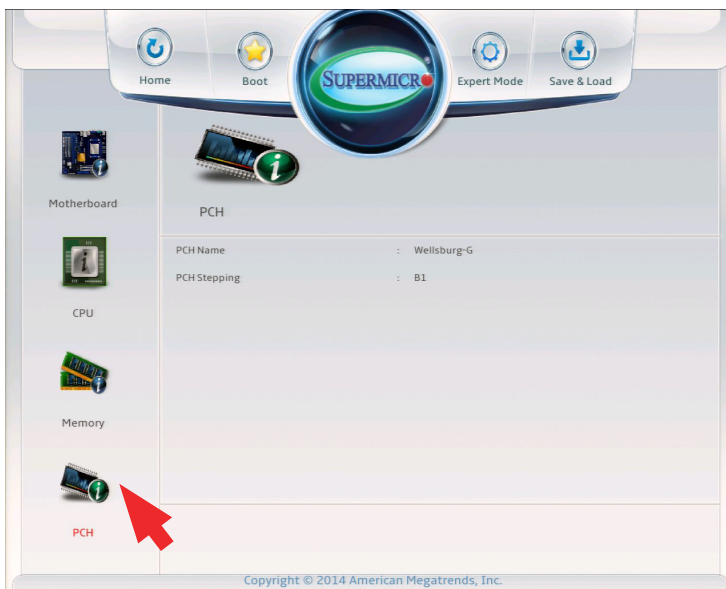 Home
Boot
SUPERMICR
Expert Mode
Save & Load
Motherboard
CPU
Memory
PCH
PCH
PCH Name : Wellsburg-G
PCH Stepping : B1
Copyright © 2014 American Megatrends, Inc.